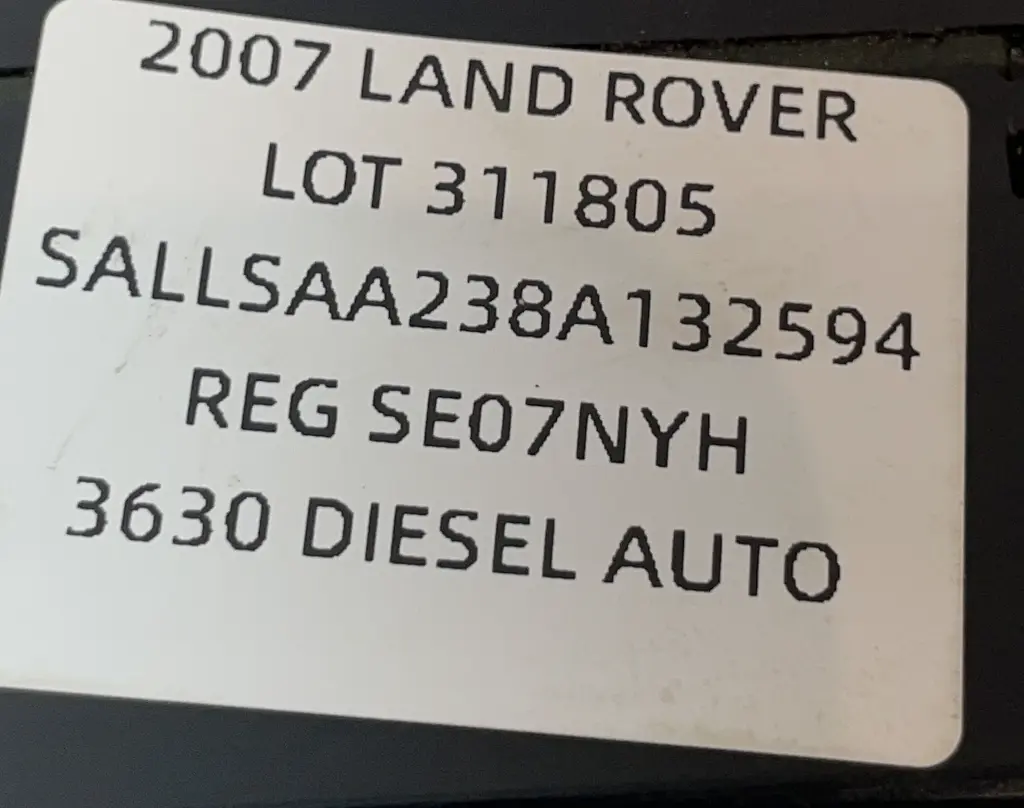 2007 LAND ROVER
LOT 311805
SALLSAA238A132594
REG SE07NYH
3630 DIESEL AUTO